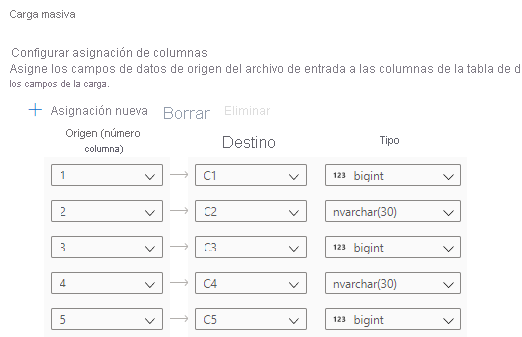 Carga masiva
Configurar asignación de columnas
Asigne los campos de datos de origen del archivo de entrada a las columnas de la tabla de d
los campos de la carga.
+ Asignación nueva Borrar Eliminar
Origen (número
columna)
Destino
Tipo
1 → C1 123 bigint
2 → C2 nvarchar(30)
3 → C3 123 bigint
4 → C4 nvarchar(30)
5 → C5 123 bigint